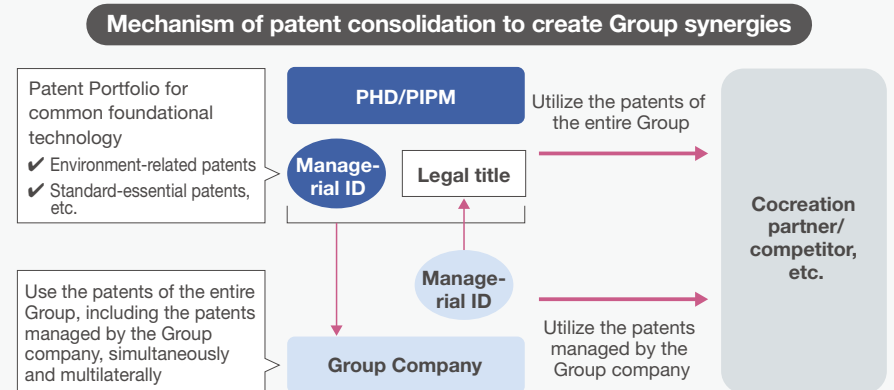 Mechanism of patent consolidation to create Group synergies
Patent Portfolio for
common foundational
technology
✔ Environment-related patents
✔ Standard-essential patents,
etc.
PHD/PIPM
Manage-
rial ID
Legal title
Utilize the patents of
the entire Group
Cocreation
partner/
competitor,
etc.
Manage-
rial ID
Use the patents of the entire
Group, including the patents
managed by the Group
company, simultaneously
and multilaterally
Group Company
Utilize the patents
managed by the
Group company